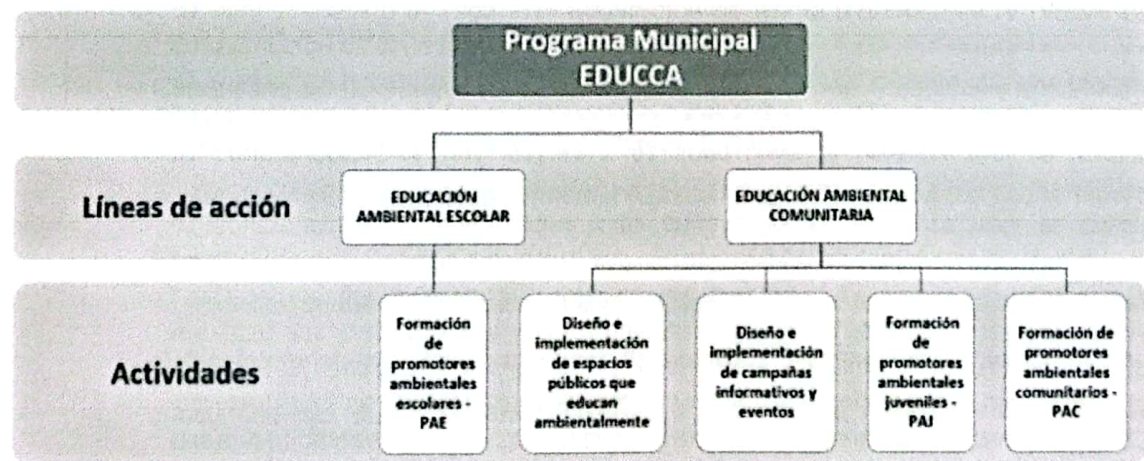 Programa Municipal
EDUCCA
Líneas de acción
EDUCACIÓN
AMBIENTAL ESCOLAR
EDUCACIÓN AMBIENTAL
COMUNITARIA
Actividades
Formación
de
promotores
ambientales
escolares -
PAE
Diseño e
implementación
de espacios
públicos que
educan
ambientalmente
Diseño e
implementación
de campañas
informativos y
eventos
Formación
de
promotores
ambientales
juveniles -
PAJ
Formación de
promotores
ambientales
comunitarios -
PAC